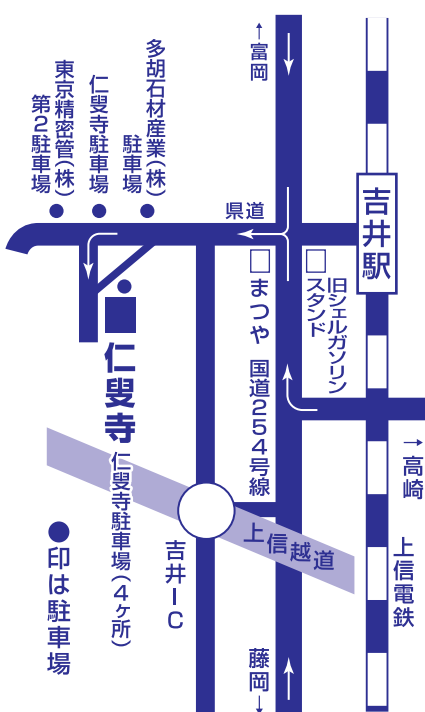 ←富岡
多胡石材産業(株)
駐車場
仁叟寺駐車場
東京精密管(株)
第2駐車場
県道
吉井駅
旧シェルガソリン
スタンド
まつや
国道254号線
仁叟寺
仁叟寺駐車場(4ヶ所)
→高崎
上信越道
上信電鉄
吉井IC
●印は駐車場
藤岡→